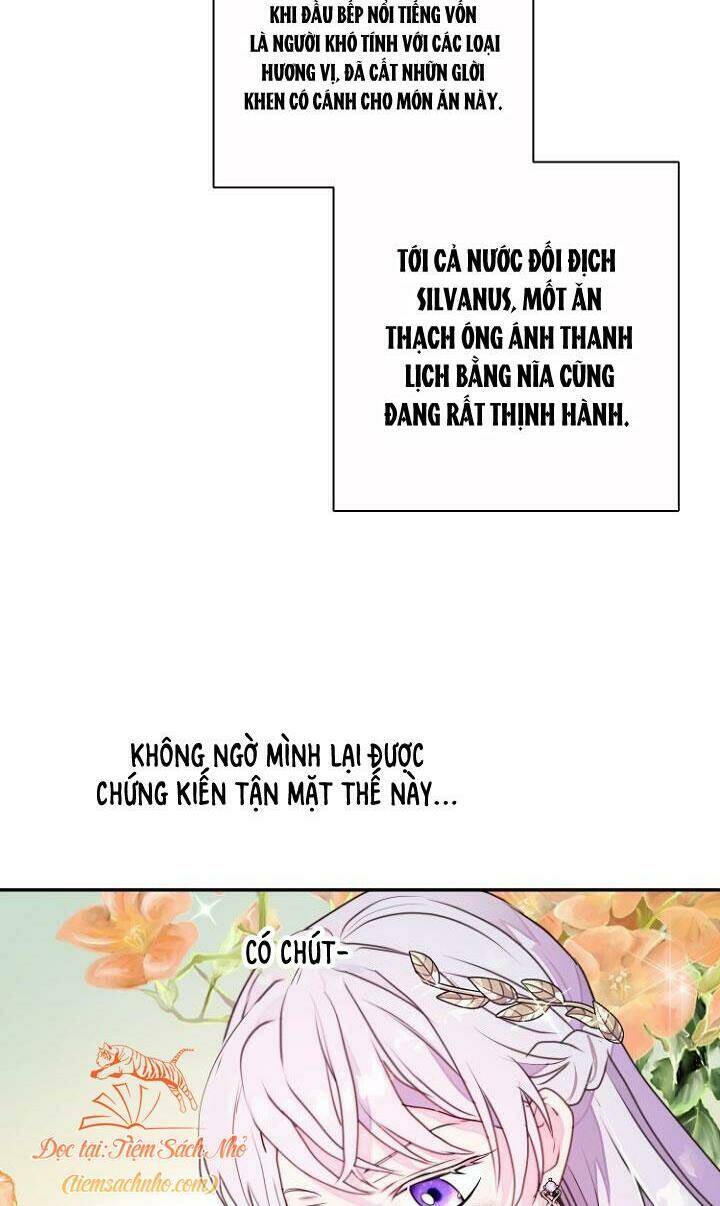 KHI ĐẦU BẾP NỔI TIẾNG VỐN
LÀ NGƯỜI KHÓ TÍNH VỚI CÁC LOẠI
HƯƠNG VỊ, ĐÃ CẤT NHỮN GLỜI
KHEN CÓ CÁNH CHO MÓN ĂN NÀY.
TỚI CẢ NƯỚC ĐỐI ĐỊCH
SILVANUS, MỐT ĂN
THẠCH ÓNG ÁNH THANH
LỊCH BẰNG NĨA CŨNG
ĐANG RẤT THỊNH HÀNH.
KHÔNG NGỜ MÌNH LẠI ĐƯỢC
CHỨNG KIẾN TẬN MẶT THẾ NÀY...
CÓ CHÚT-
Đọc tại: Tiệm Sách Nhỏ
(tiemsachnho.com)